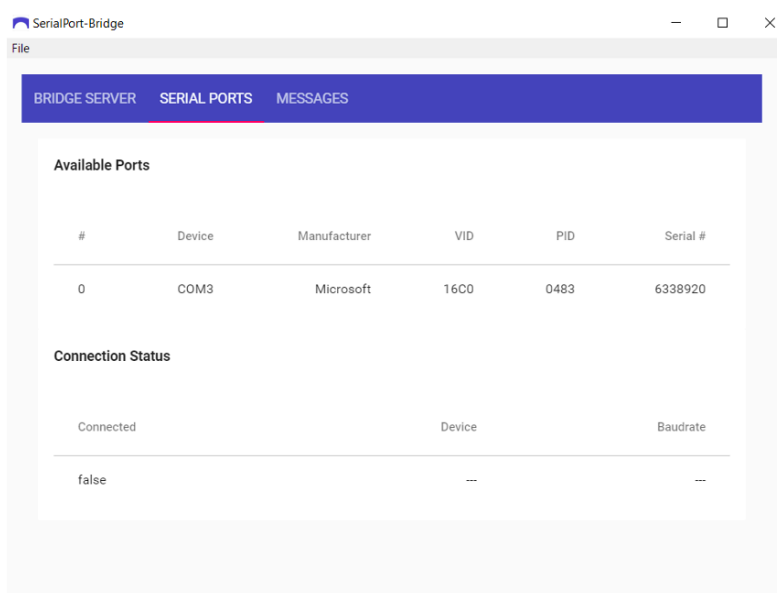 SerialPort-Bridge
File
BRIDGE SERVER SERIAL PORTS MESSAGES
Available Ports
# Device Manufacturer VID PID Serial #
0 COM3 Microsoft 16C0 0483 6338920
Connection Status
Connected Device Baudrate
false --- ---